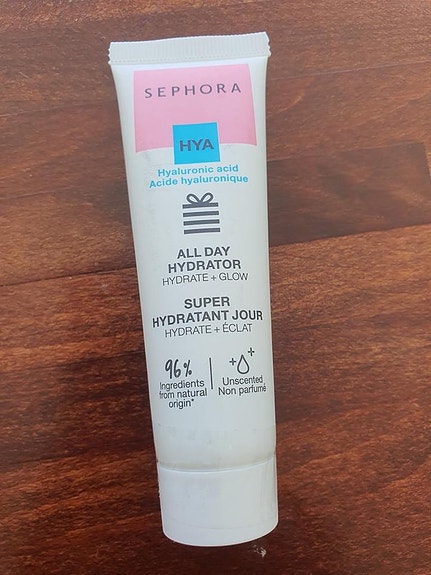 SEPHORA
HYA
Hyaluronic acid
Acide hyaluronique
ALL DAY
HYDRATOR
HYDRATE + GLOW
SUPER
HYDRATANT JOUR
HYDRATE + ÉCLAT
96%
Ingredients
from natural
origin*
Unscented
Non parfumé